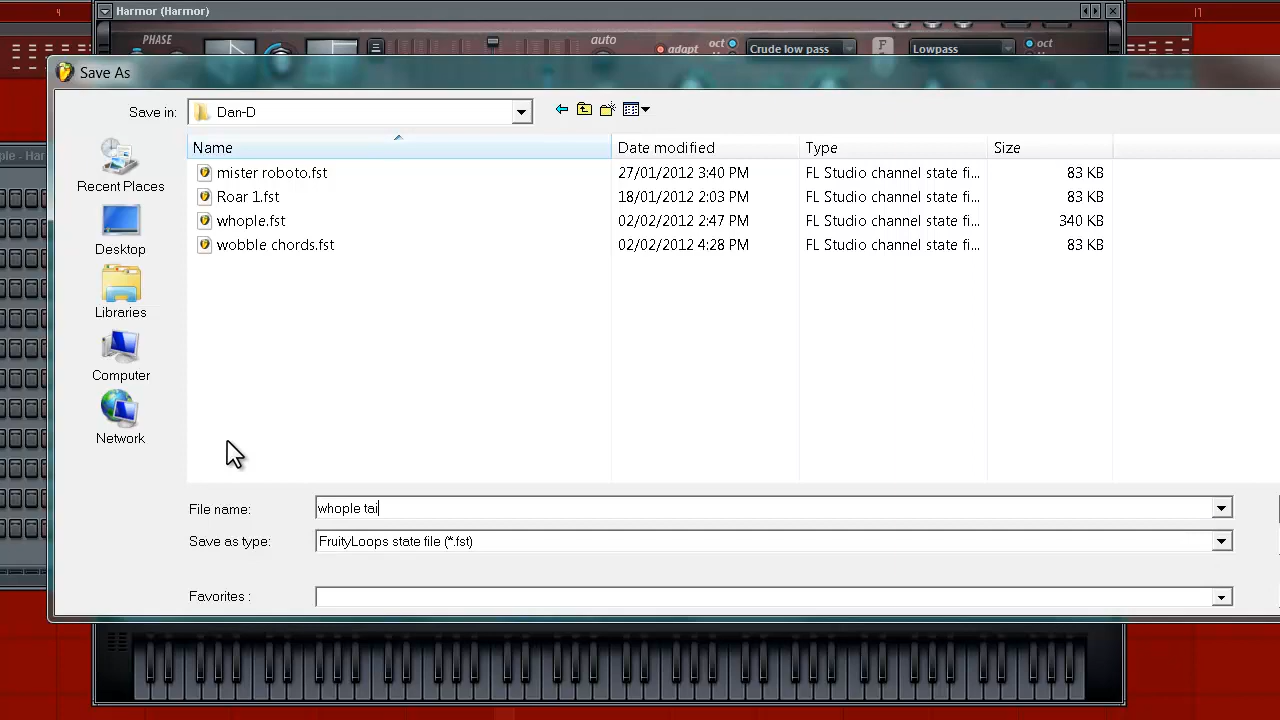 4
Harmor (Harmor)
11
PHASE
auto
adapt
oct
Crude low pass
F
Lowpass
oct
Save As
Save in:
Dan-D
Name
Date modified
Type
Size
mister roboto.fst
27/01/2012 3:40 PM
FL Studio channel state fi...
83 KB
Roar 1.fst
18/01/2012 2:03 PM
FL Studio channel state fi...
83 KB
whople.fst
02/02/2012 2:47 PM
FL Studio channel state fi...
340 KB
wobble chords.fst
02/02/2012 4:28 PM
FL Studio channel state fi...
83 KB
Recent Places
Desktop
Libraries
Computer
Network
ple - Har
File name:
whople tai
Save as type:
FruityLoops state file (*.fst)
Favorites :